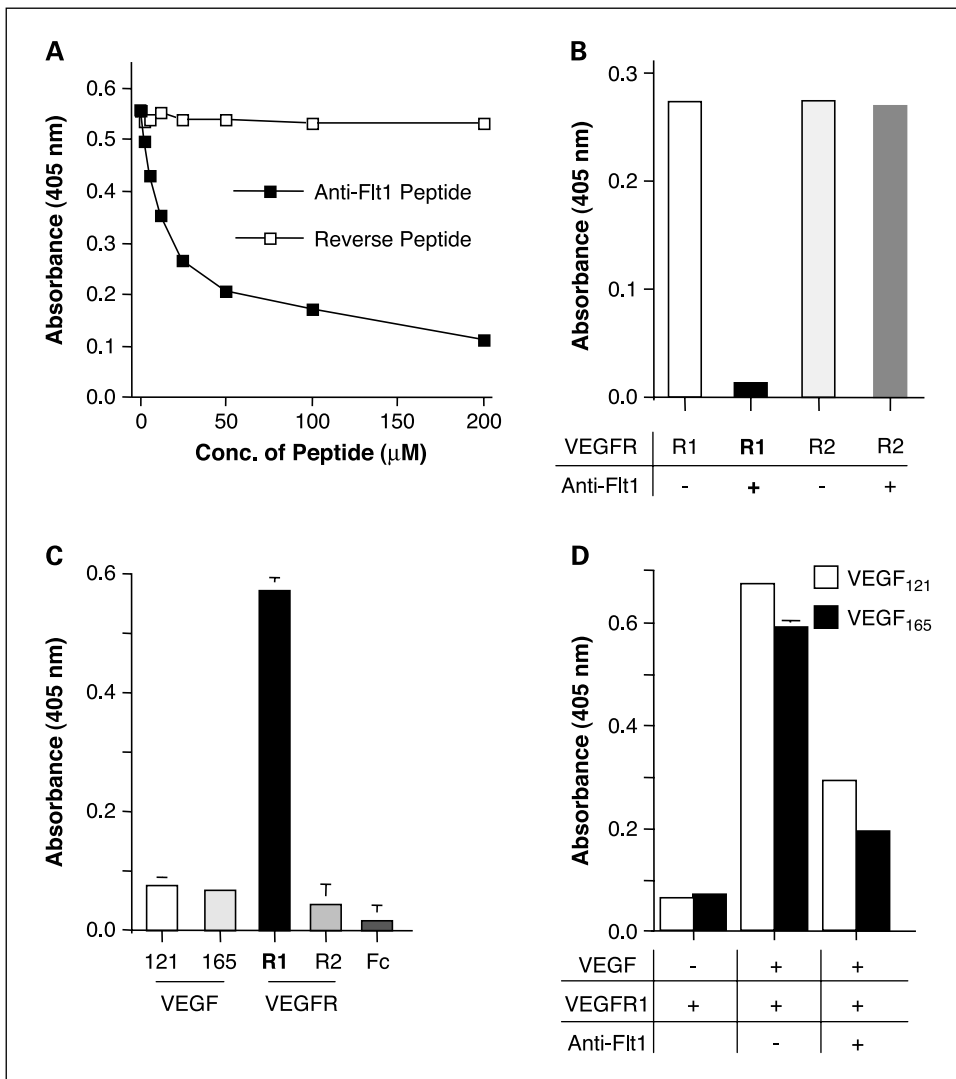 A
Absorbance (405 nm)
0.6
0.5
0.4
0.3
0.2
0.1
0.0
Anti-Flt1 Peptide
Reverse Peptide
0 50 100 150 200
Conc. of Peptide (µM)
B
Absorbance (405 nm)
0.3
0.2
0.1
0.0
VEGFR R1 R1 R2 R2
Anti-Flt1 - + - +
C
Absorbance (405 nm)
0.6
0.4
0.2
0.0
121 165 R1 R2 Fc
VEGF VEGFR
D
Absorbance (405 nm)
0.6
0.4
0.2
0.0
VEGF121
VEGF165
VEGF - + +
VEGFR1 + + +
Anti-Flt1 - +